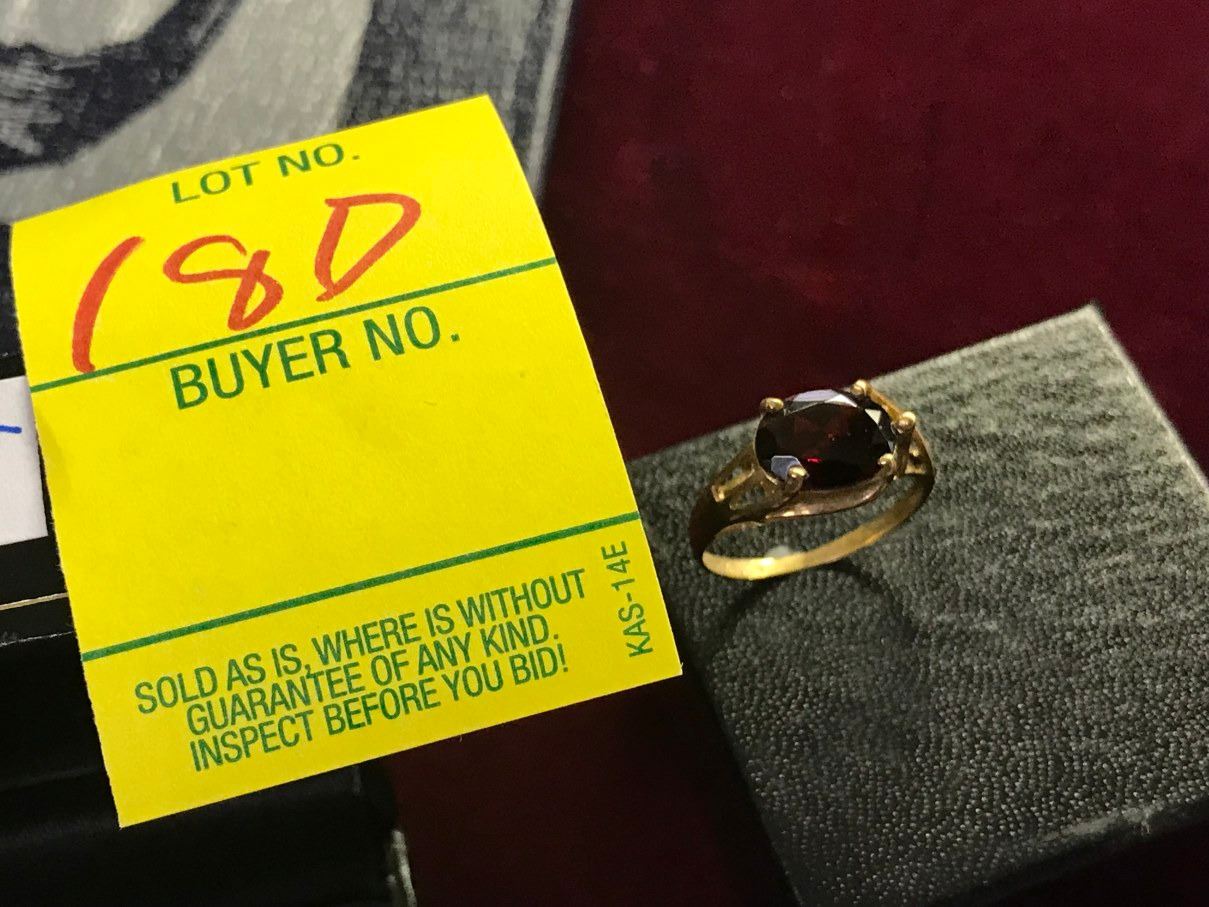 LOT NO.
18D
BUYER NO.
SOLD AS IS, WHERE IS WITHOUT
GUARANTEE OF ANY KIND.
INSPECT BEFORE YOU BID!
KAS-14E